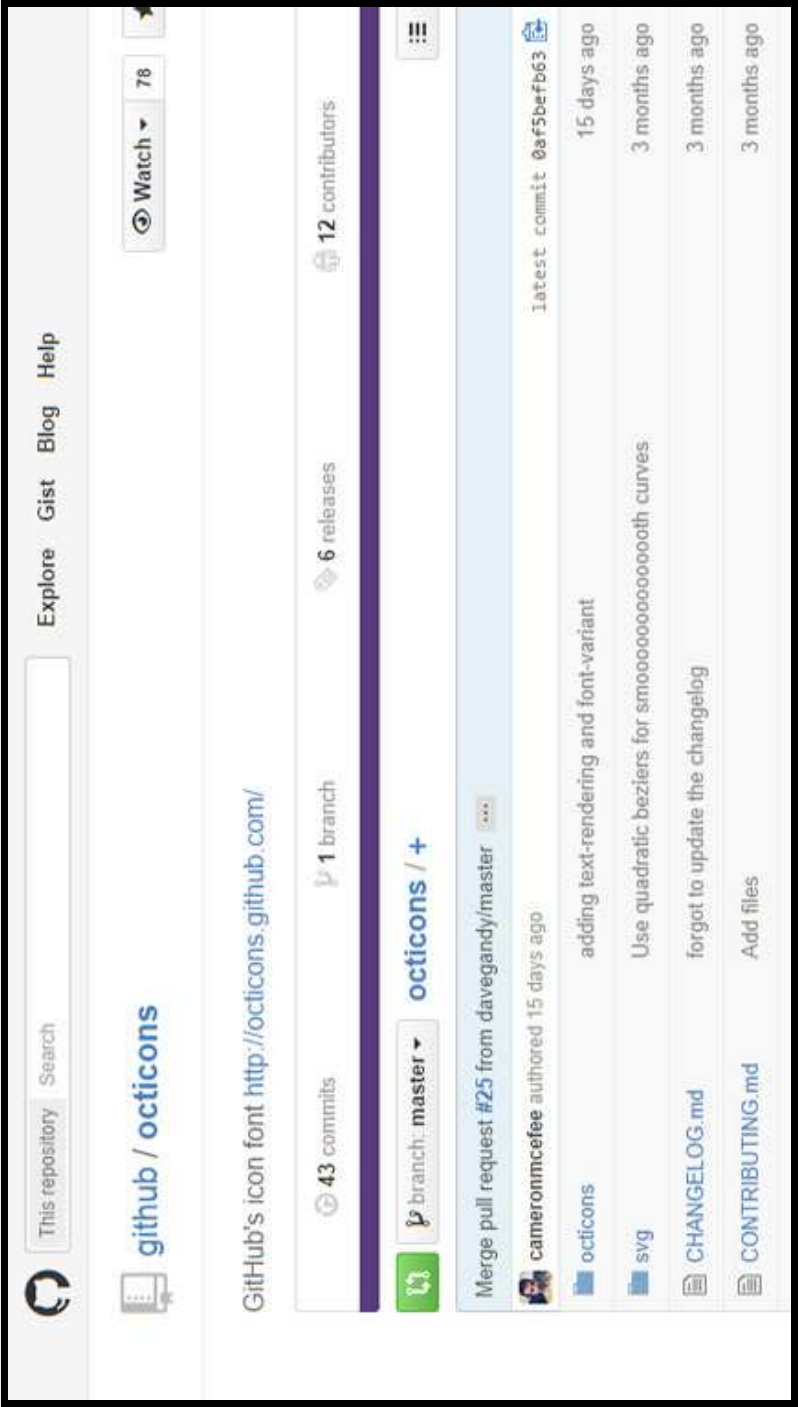 This repository Search Explore Gist Blog Help
github / octicons Watch 78
GitHub's icon font http://octicons.github.com/
43 commits 1 branch 6 releases 12 contributors
branch: master octicons / +
Merge pull request #25 from davegandy/master ...
cameronmcefee authored 15 days ago latest commit 0af5befb63
octicons adding text-rendering and font-variant 15 days ago
svg Use quadratic beziers for smooooooooooooooth curves 3 months ago
CHANGELOG.md forgot to update the changelog 3 months ago
CONTRIBUTING.md Add files 3 months ago